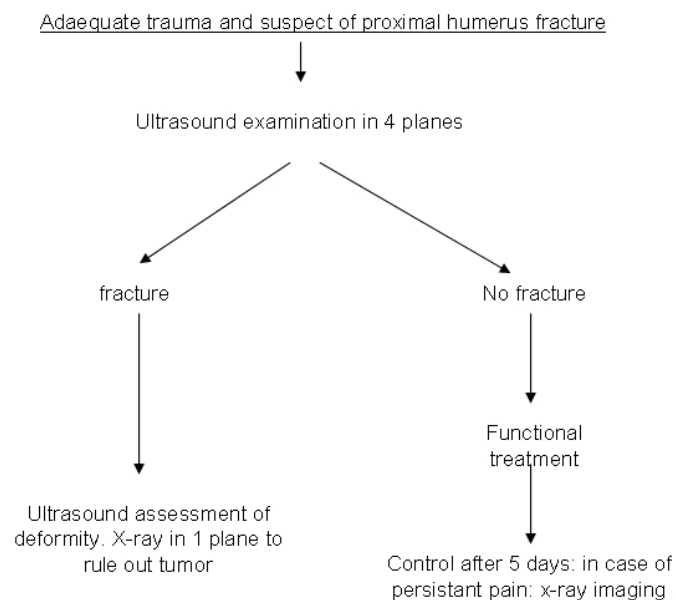 Adaequate trauma and suspect of proximal humerus fracture
Ultrasound examination in 4 planes
fracture
No fracture
Functional
treatment
Ultrasound assessment of
deformity. X-ray in 1 plane to
rule out tumor
Control after 5 days: in case of
persistant pain: x-ray imaging